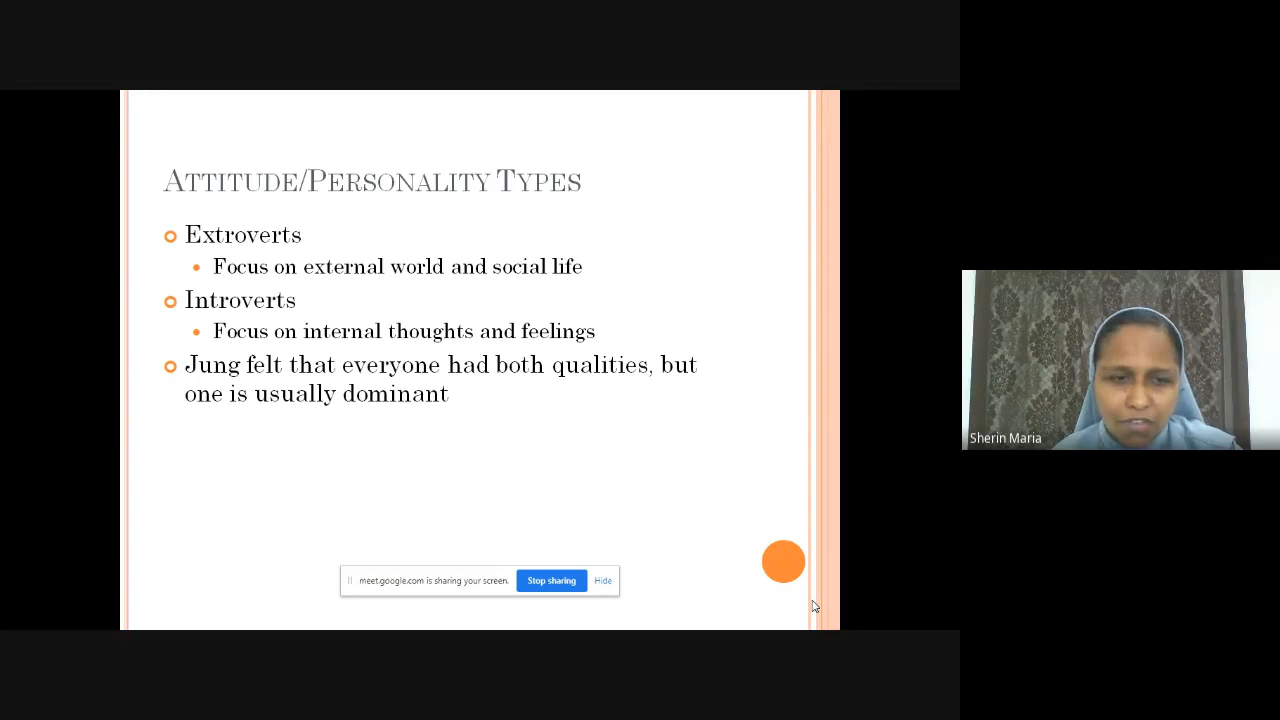 ATTITUDE/PERSONALITY TYPES
Extroverts
Focus on external world and social life
Introverts
Focus on internal thoughts and feelings
Jung felt that everyone had both qualities, but
one is usually dominant
meet.google.com is sharing your screen. Stop sharing Hide
Sherin Maria